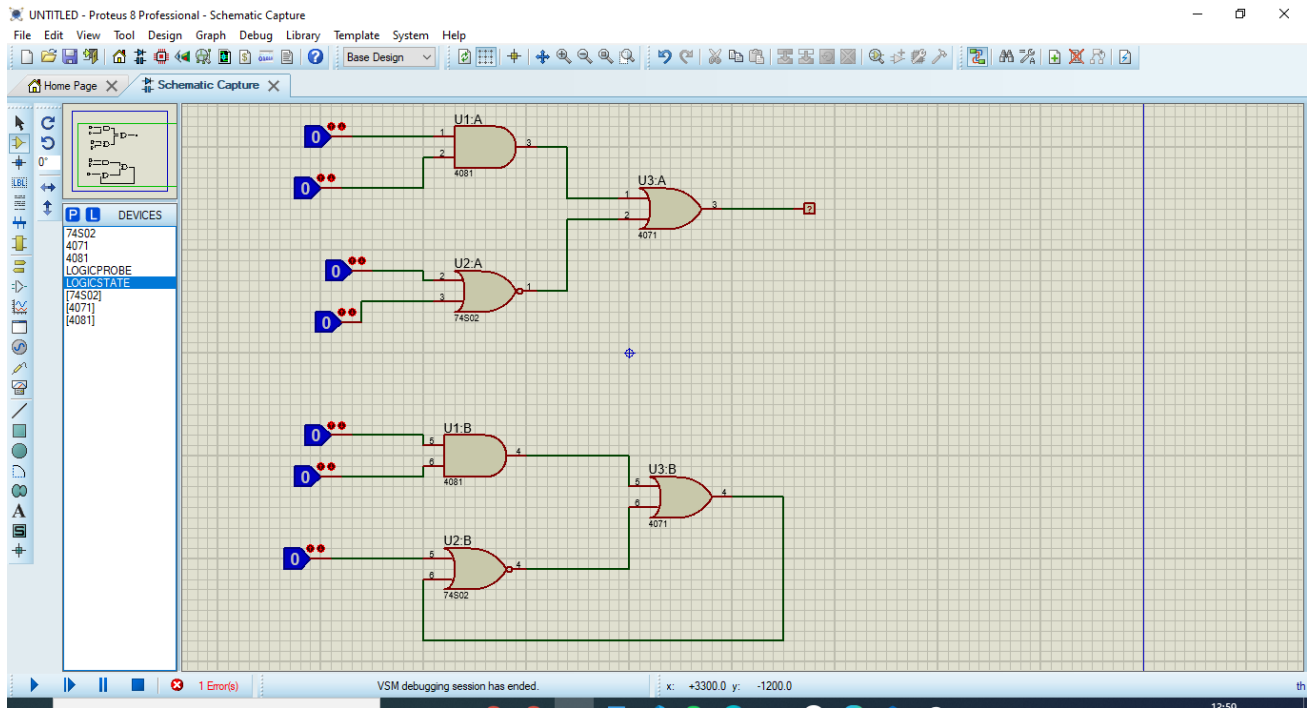 UNTITLED - Proteus 8 Professional - Schematic Capture
File Edit View Tool Design Graph Debug Library Template System Help
Base Design
Home Page Schematic Capture
0°
P L DEVICES
74S02
4071
4081
LOGICPROBE
LOGICSTATE
[74S02]
[4071]
[4081]
LBL
A
S
U1:A
0
1
2
3
0
4081
U3:A
1
2
3
?
4071
U2:A
0
2
3
1
0
74S02
U1:B
0
5
6
4
0
4081
U3:B
5
6
4
4071
U2:B
0
5
6
4
74S02
1 Error(s) VSM debugging session has ended. x: +3300.0 y: -1200.0 th
12:50